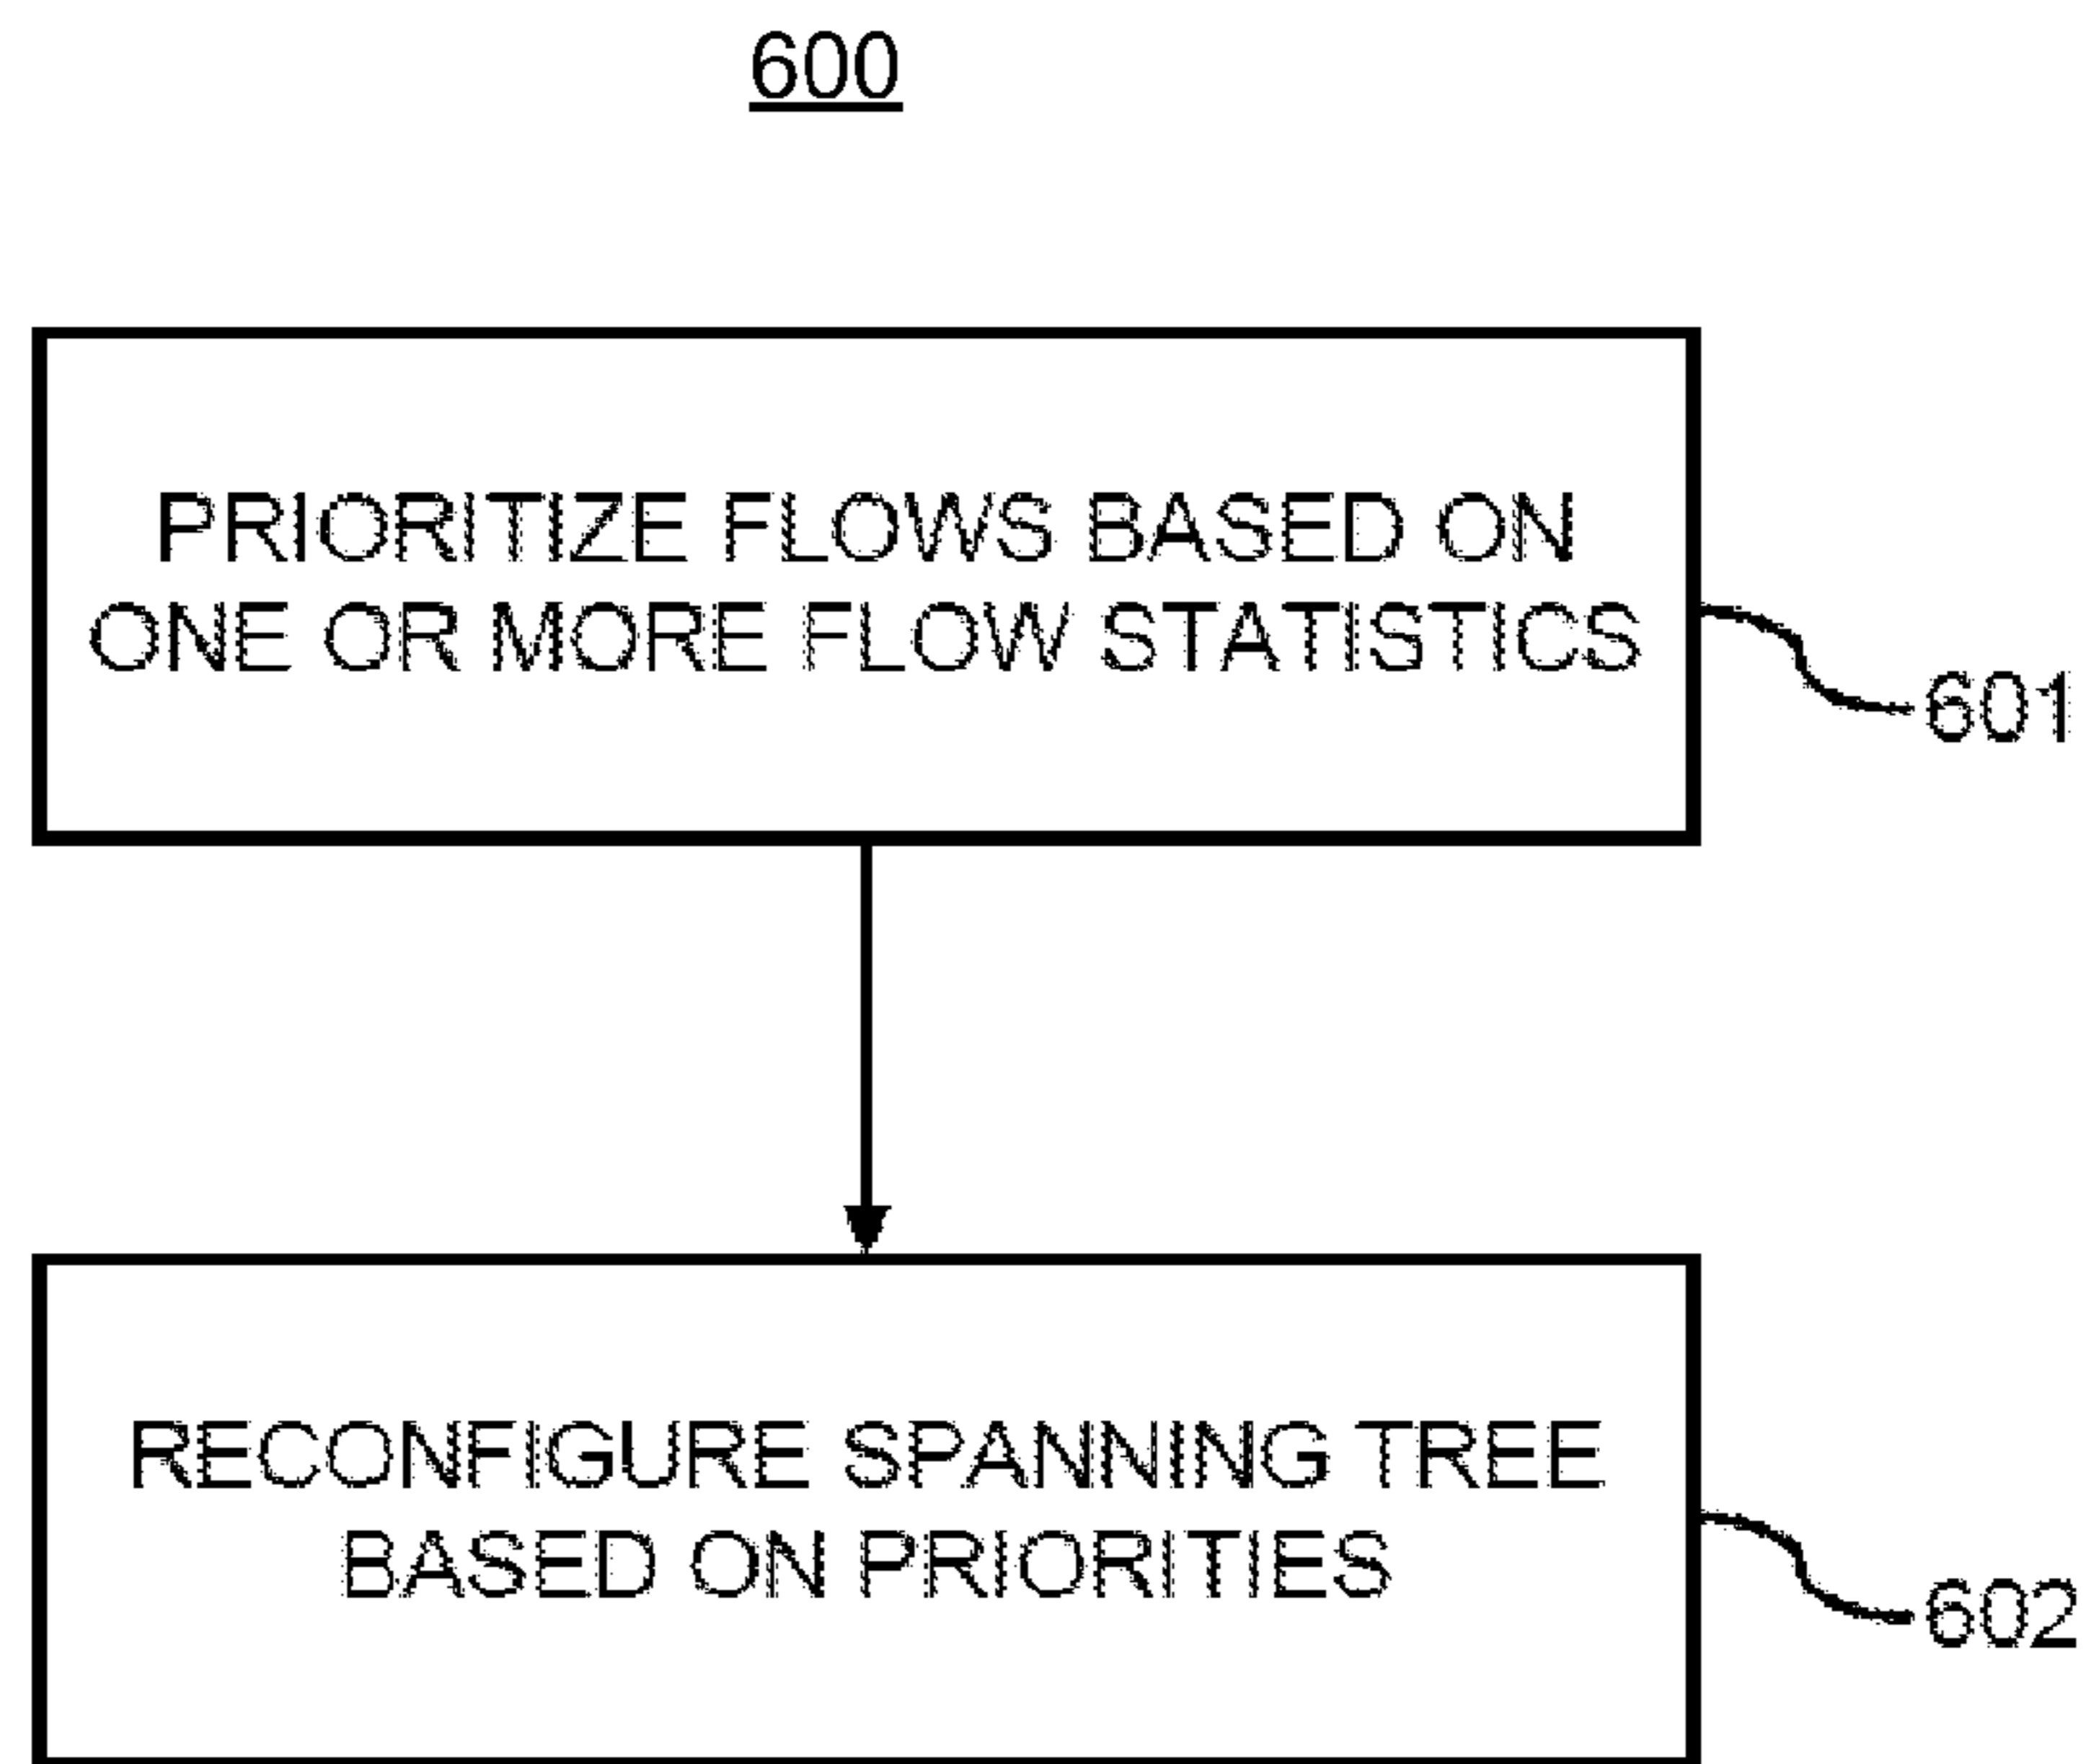 600
PRIORITIZE FLOWS BASED ON
ONE OR MORE FLOW STATISTICS
601
RECONFIGURE SPANNING TREE
BASED ON PRIORITIES
602